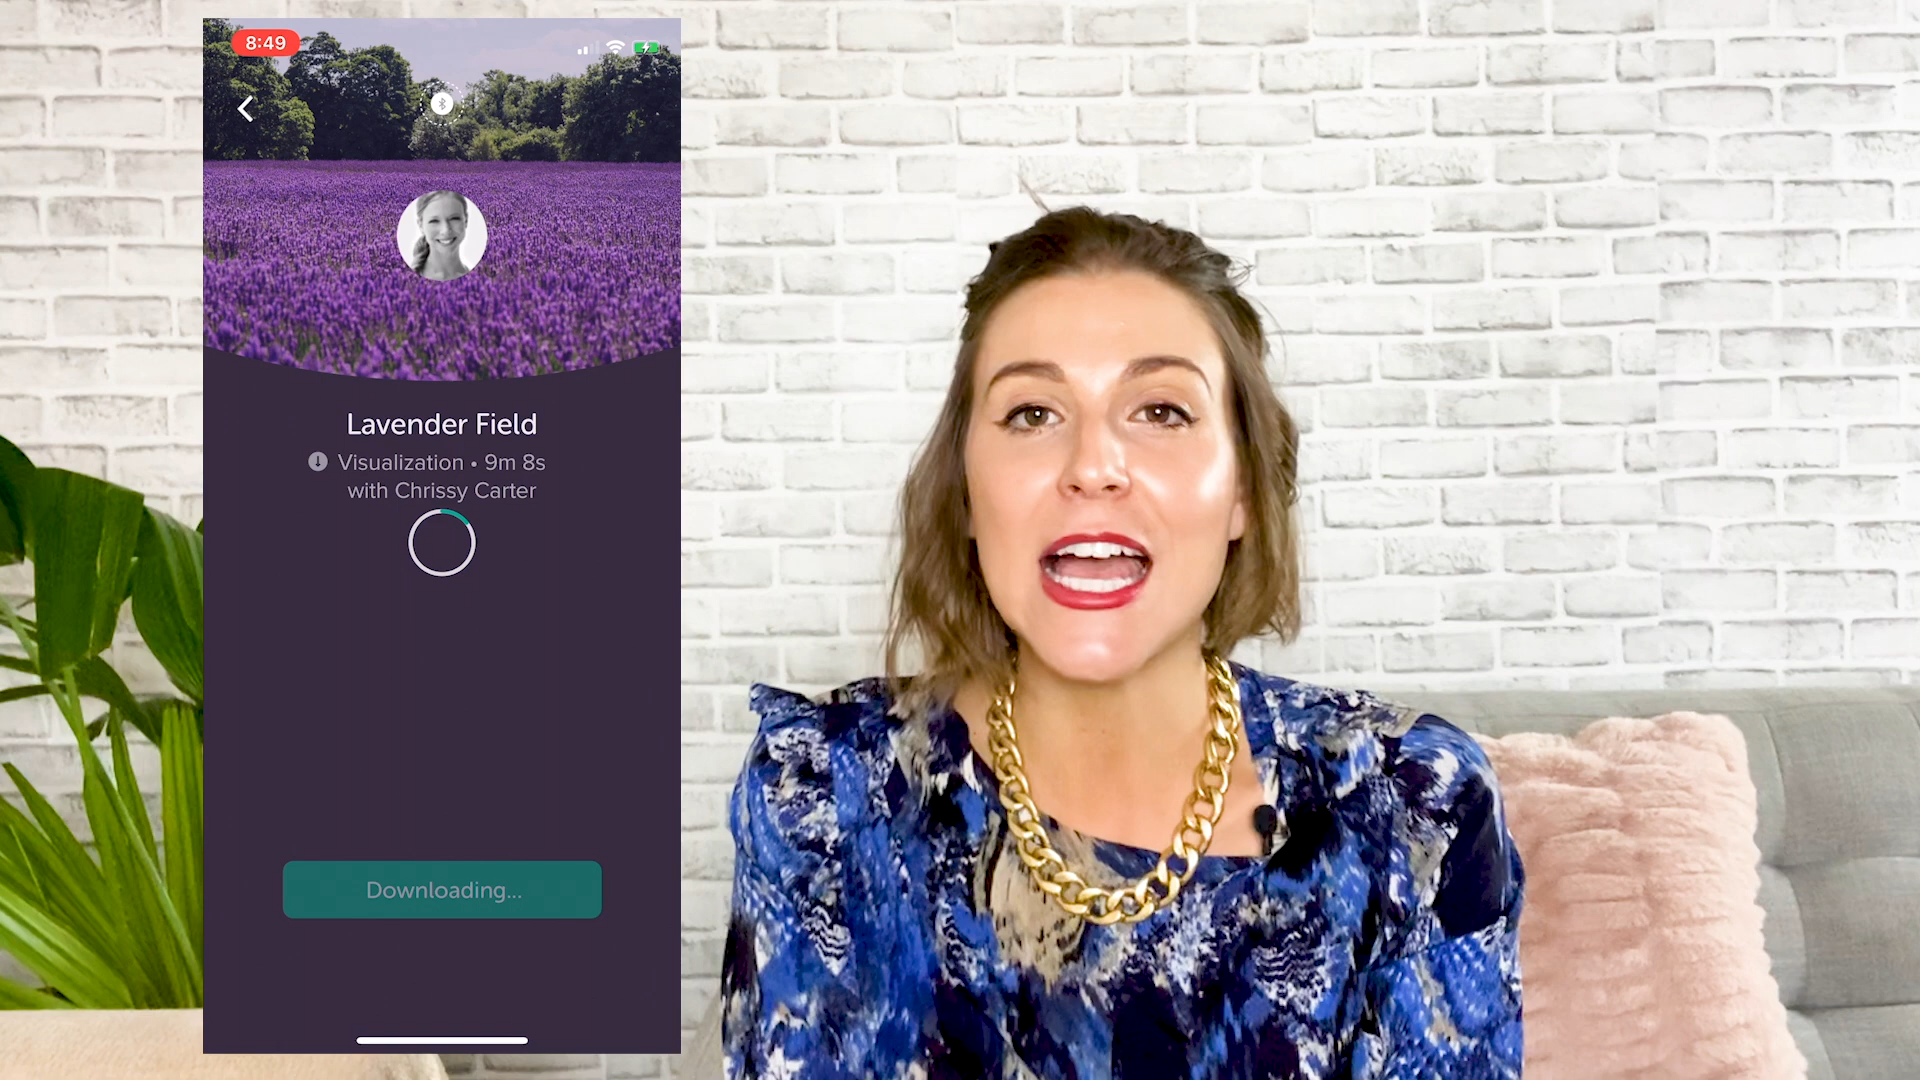 8:49
Lavender Field
Visualization • 9m 8s
with Chrissy Carter
Downloading...